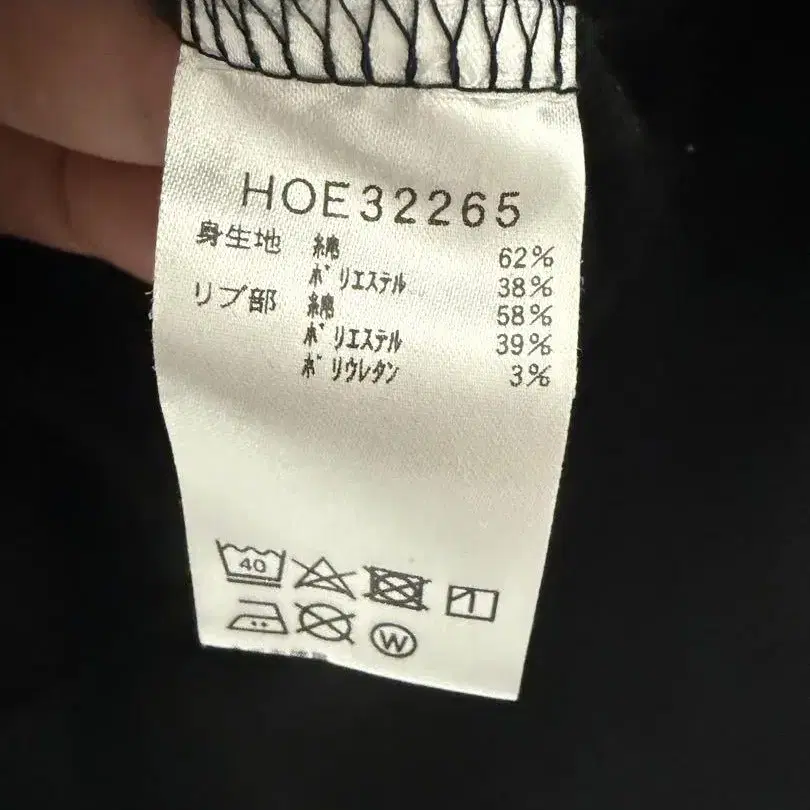 HOE32265
身生地 綿 62%
ポリエステル 38%
リブ部 綿 58%
ポリエステル 39%
ポリウレタン 3%
40
W